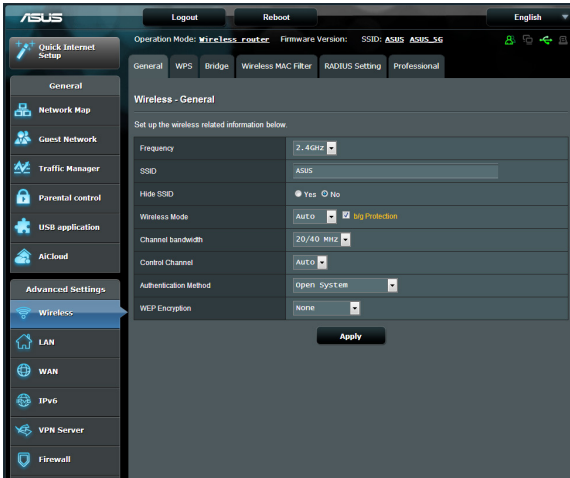 ASUS
Logout
Reboot
English
Quick Internet Setup
Operation Mode: Wireless router Firmware Version: SSID: ASUS ASUS_5G
General WPS Bridge Wireless MAC Filter RADIUS Setting Professional
General
Network Map
Guest Network
Traffic Manager
Parental control
USB application
AiCloud
Advanced Settings
Wireless
LAN
WAN
IPv6
VPN Server
Firewall
Wireless - General
Set up the wireless related information below.
Frequency 2.4GHz
SSID ASUS
Hide SSID Yes No
Wireless Mode Auto b/g Protection
Channel bandwidth 20/40 MHz
Control Channel Auto
Authentication Method Open System
WEP Encryption None
Apply